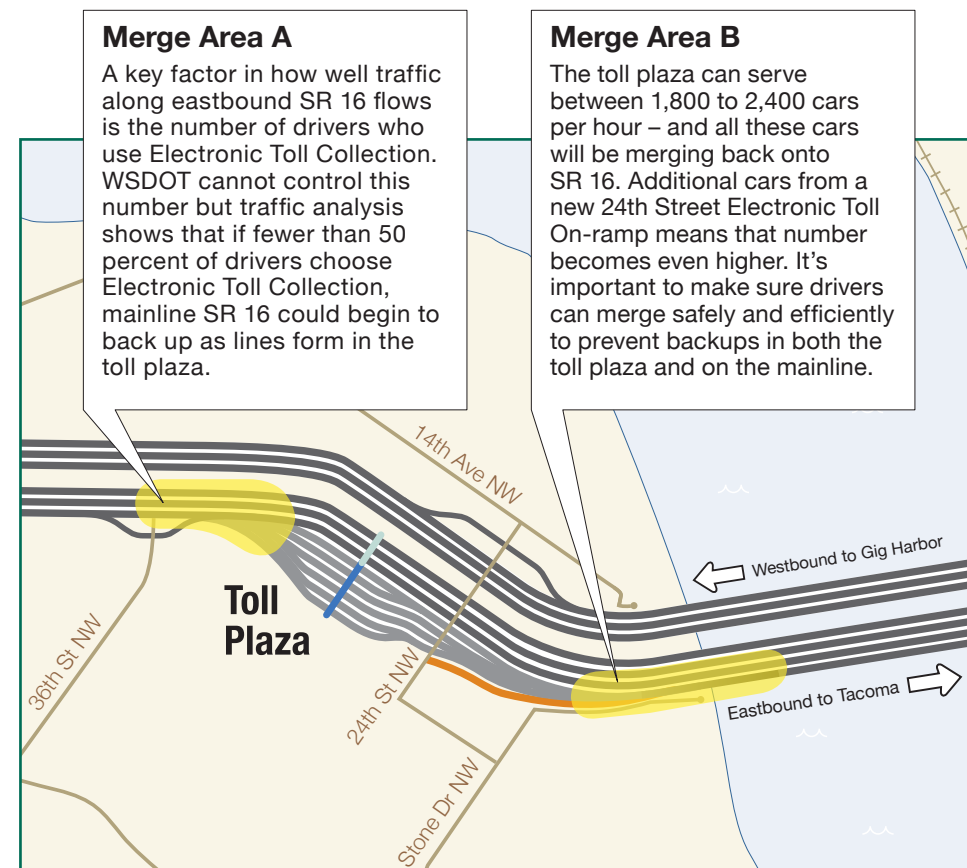 Merge Area A
A key factor in how well traffic
along eastbound SR 16 flows
is the number of drivers who
use Electronic Toll Collection.
WSDOT cannot control this
number but traffic analysis
shows that if fewer than 50
percent of drivers choose
Electronic Toll Collection,
mainline SR 16 could begin to
back up as lines form in the
toll plaza.
Merge Area B
The toll plaza can serve
between 1,800 to 2,400 cars
per hour – and all these cars
will be merging back onto
SR 16. Additional cars from a
new 24th Street Electronic Toll
On-ramp means that number
becomes even higher. It’s
important to make sure drivers
can merge safely and efficiently
to prevent backups in both the
toll plaza and on the mainline.
14th Ave NW
Westbound to Gig Harbor
Toll
Plaza
36th St NW
24th St NW
Eastbound to Tacoma
Stone Dr NW